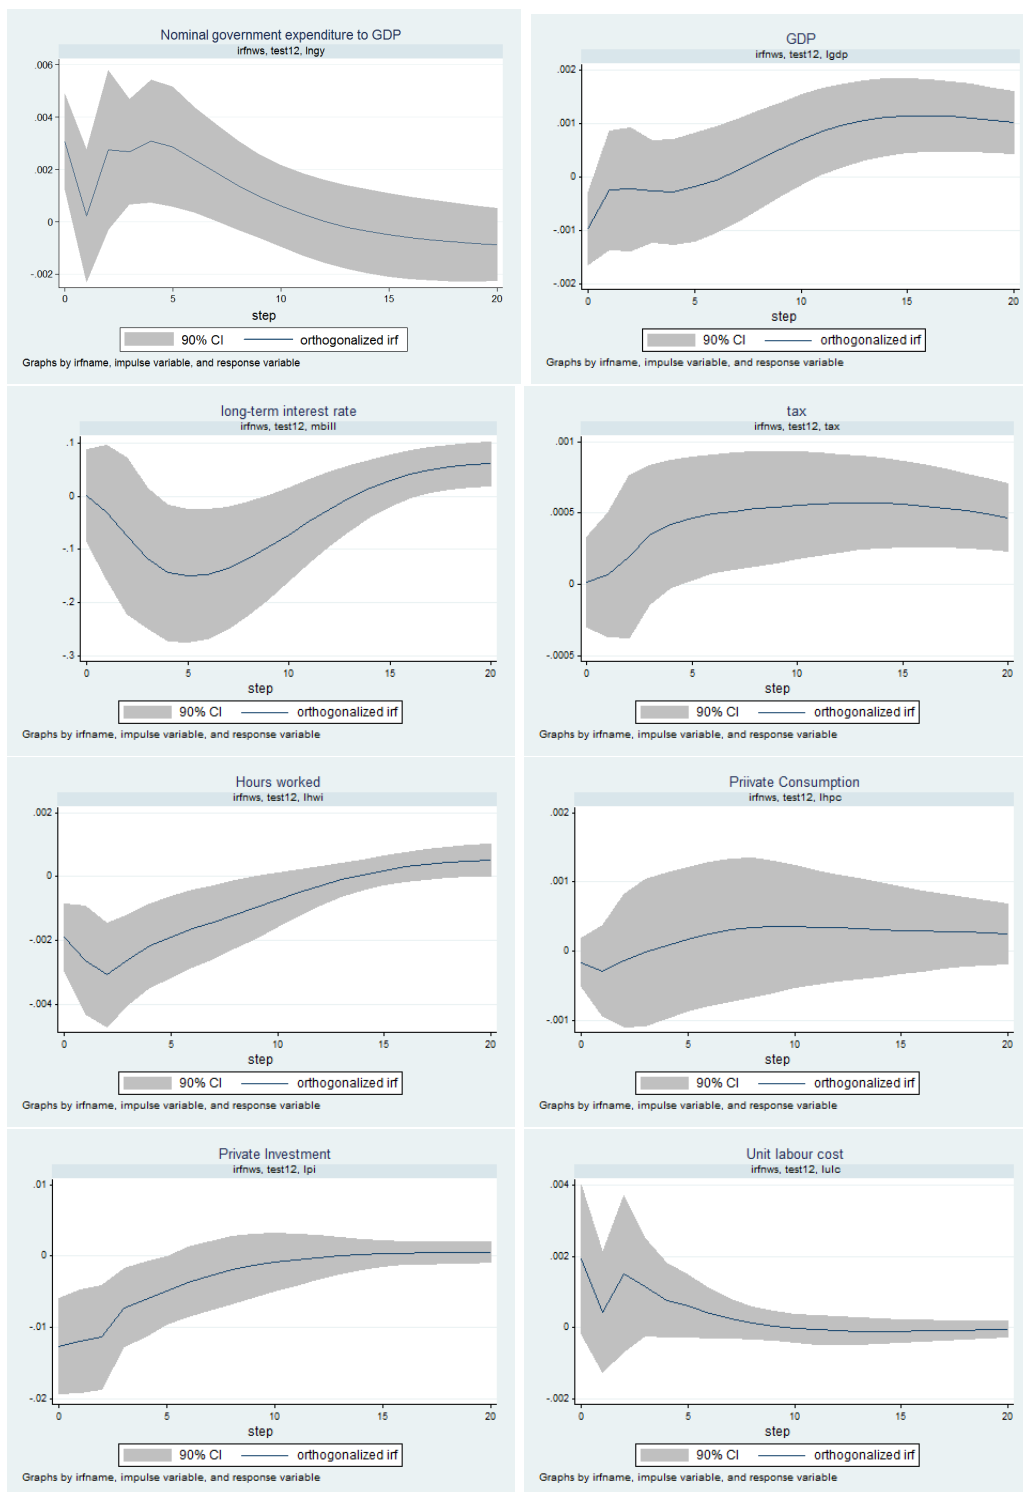 Nominal government expenditure to GDP
irfnws, test12, lngy
.006
.004
.002
0
-.002
0 5 10 15 20
step
90% CI orthogonalized irf
Graphs by irfname, impulse variable, and response variable
GDP
irfnws, test12, lgdp
.002
.001
0
-.001
-.002
0 5 10 15 20
step
90% CI orthogonalized irf
Graphs by irfname, impulse variable, and response variable
long-term interest rate
irfnws, test12, mbill
.1
0
-.1
-.2
-.3
0 5 10 15 20
step
90% CI orthogonalized irf
Graphs by irfname, impulse variable, and response variable
tax
irfnws, test12, tax
.001
.0005
0
-.0005
0 5 10 15 20
step
90% CI orthogonalized irf
Graphs by irfname, impulse variable, and response variable
Hours worked
irfnws, test12, lhwi
.002
0
-.002
-.004
0 5 10 15 20
step
90% CI orthogonalized irf
Graphs by irfname, impulse variable, and response variable
Priivate Consumption
irfnws, test12, lhpc
.002
.001
0
-.001
0 5 10 15 20
step
90% CI orthogonalized irf
Graphs by irfname, impulse variable, and response variable
Private Investment
irfnws, test12, lpi
.01
0
-.01
-.02
0 5 10 15 20
step
90% CI orthogonalized irf
Graphs by irfname, impulse variable, and response variable
Unit labour cost
irfnws, test12, lulc
.004
.002
0
-.002
0 5 10 15 20
step
90% CI orthogonalized irf
Graphs by irfname, impulse variable, and response variable